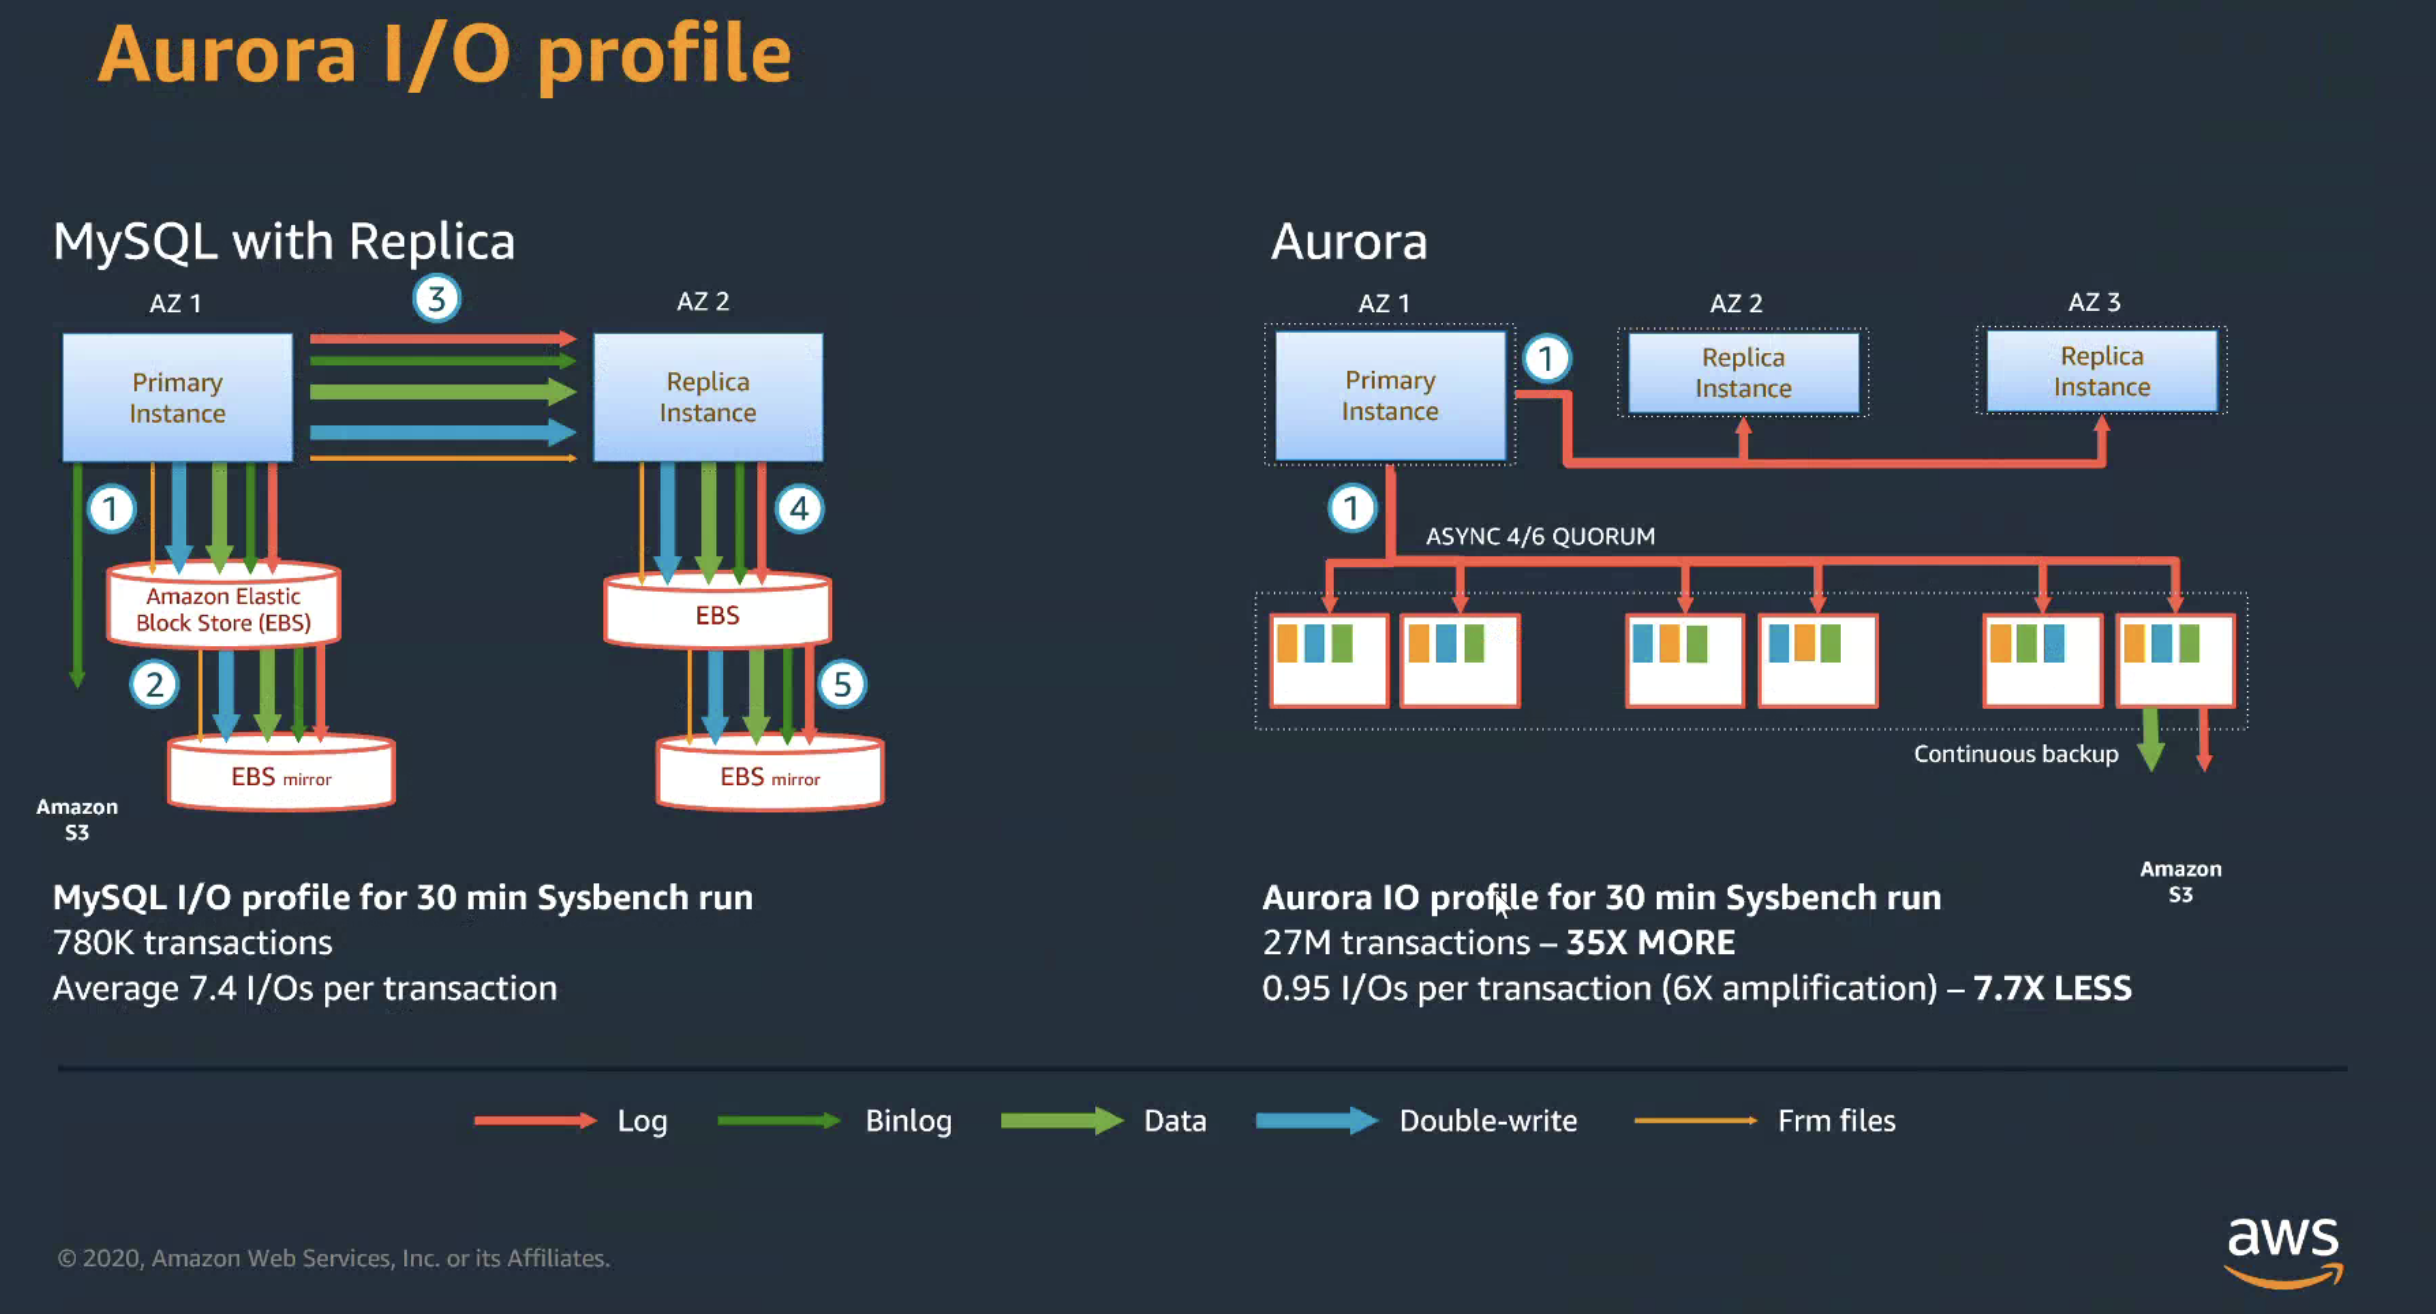 Aurora I/O profile
MySQL with Replica
AZ 1
3
AZ 2
Primary
Instance
Replica
Instance
1
4
Amazon Elastic
Block Store (EBS)
EBS
2
5
EBS mirror
EBS mirror
Amazon
S3
MySQL I/O profile for 30 min Sysbench run
780K transactions
Average 7.4 I/Os per transaction
Aurora
AZ 1
AZ 2
AZ 3
Primary
Instance
1
Replica
Instance
Replica
Instance
1
ASYNC 4/6 QUORUM
Continuous backup
Amazon
S3
Aurora IO profile for 30 min Sysbench run
27M transactions – 35X MORE
0.95 I/Os per transaction (6X amplification) – 7.7X LESS
Log
Binlog
Data
Double-write
Frm files
© 2020, Amazon Web Services, Inc. or its Affiliates.
aws